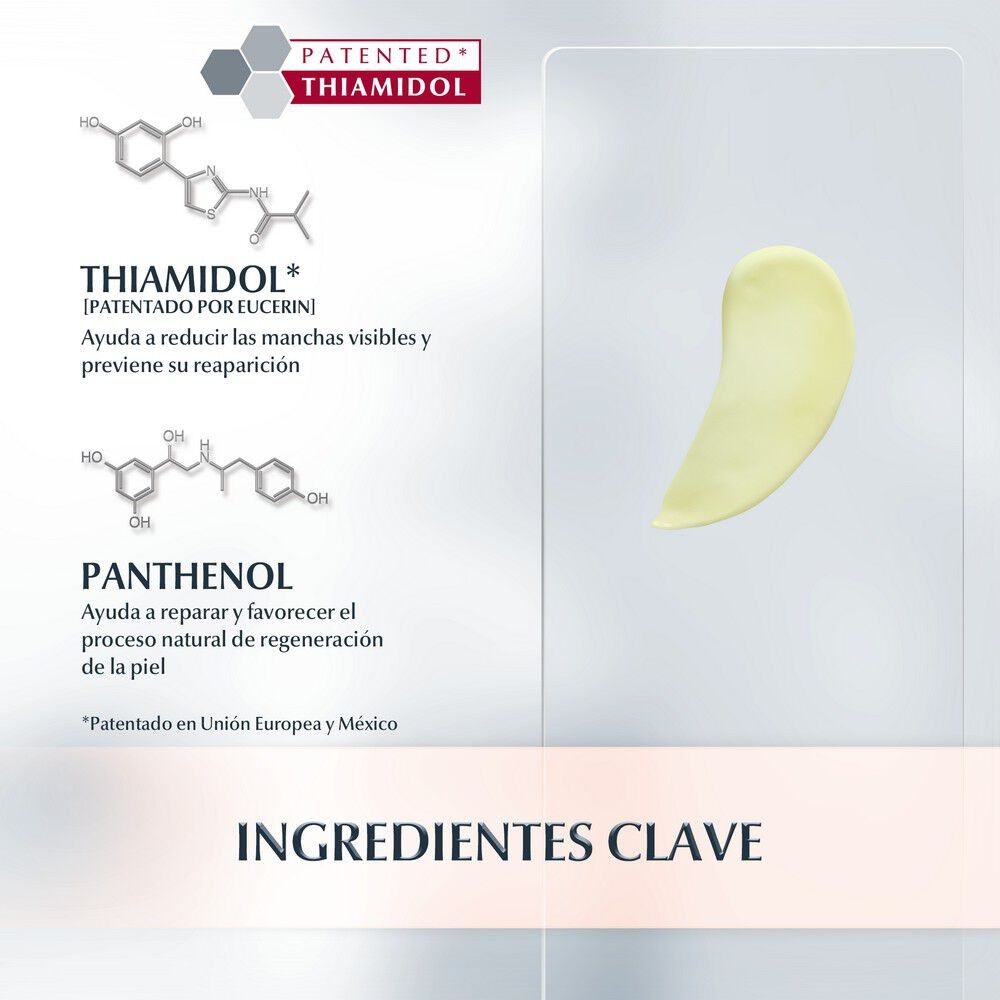 PATENTED*
THIAMIDOL
HO
OH
N
NH
S
O
THIAMIDOL*
[PATENTADO POR EUCERIN]
Ayuda a reducir las manchas visibles y
previene su reaparición
OH
H
N
HO
OH
OH
PANTHENOL
Ayuda a reparar y favorecer el
proceso natural de regeneración
de la piel
*Patentado en Unión Europea y México
INGREDIENTES CLAVE